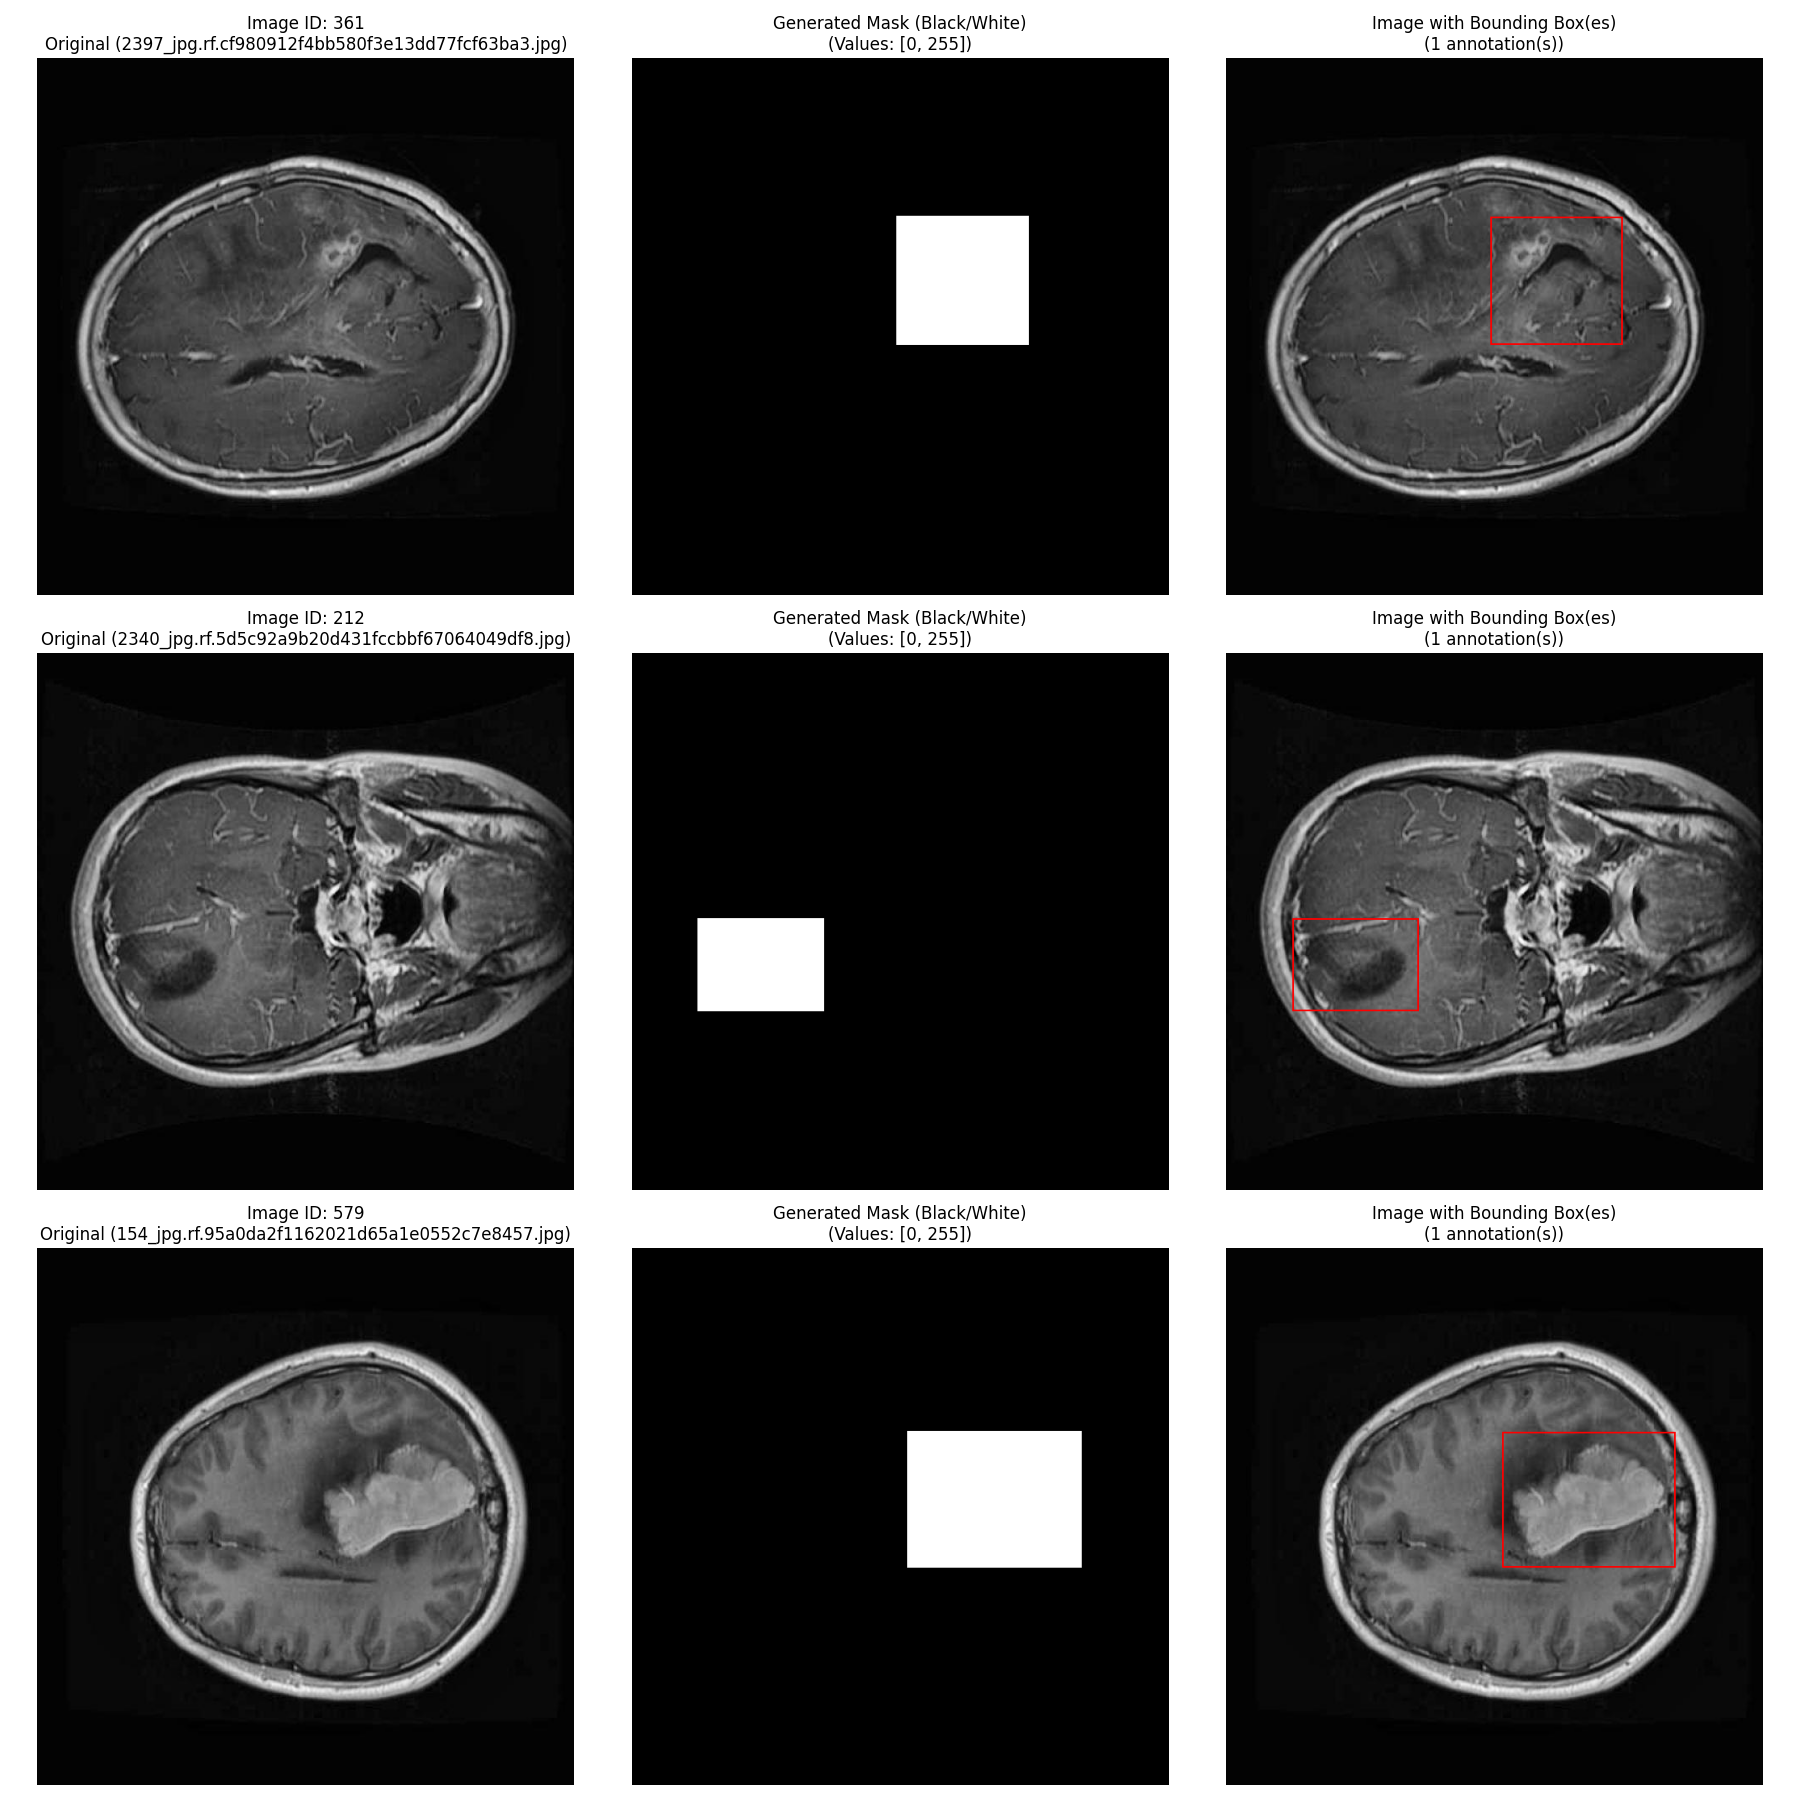 Image ID: 361
Original (2397_jpg.rf.cf980912f4bb580f3e13dd77fcf63ba3.jpg)
Generated Mask (Black/White)
(Values: [0, 255])
Image with Bounding Box(es)
(1 annotation(s))
Image ID: 212
Original (2340_jpg.rf.5d5c92a9b20d431fccbbf67064049df8.jpg)
Generated Mask (Black/White)
(Values: [0, 255])
Image with Bounding Box(es)
(1 annotation(s))
Image ID: 579
Original (154_jpg.rf.95a0da2f1162021d65a1e0552c7e8457.jpg)
Generated Mask (Black/White)
(Values: [0, 255])
Image with Bounding Box(es)
(1 annotation(s))